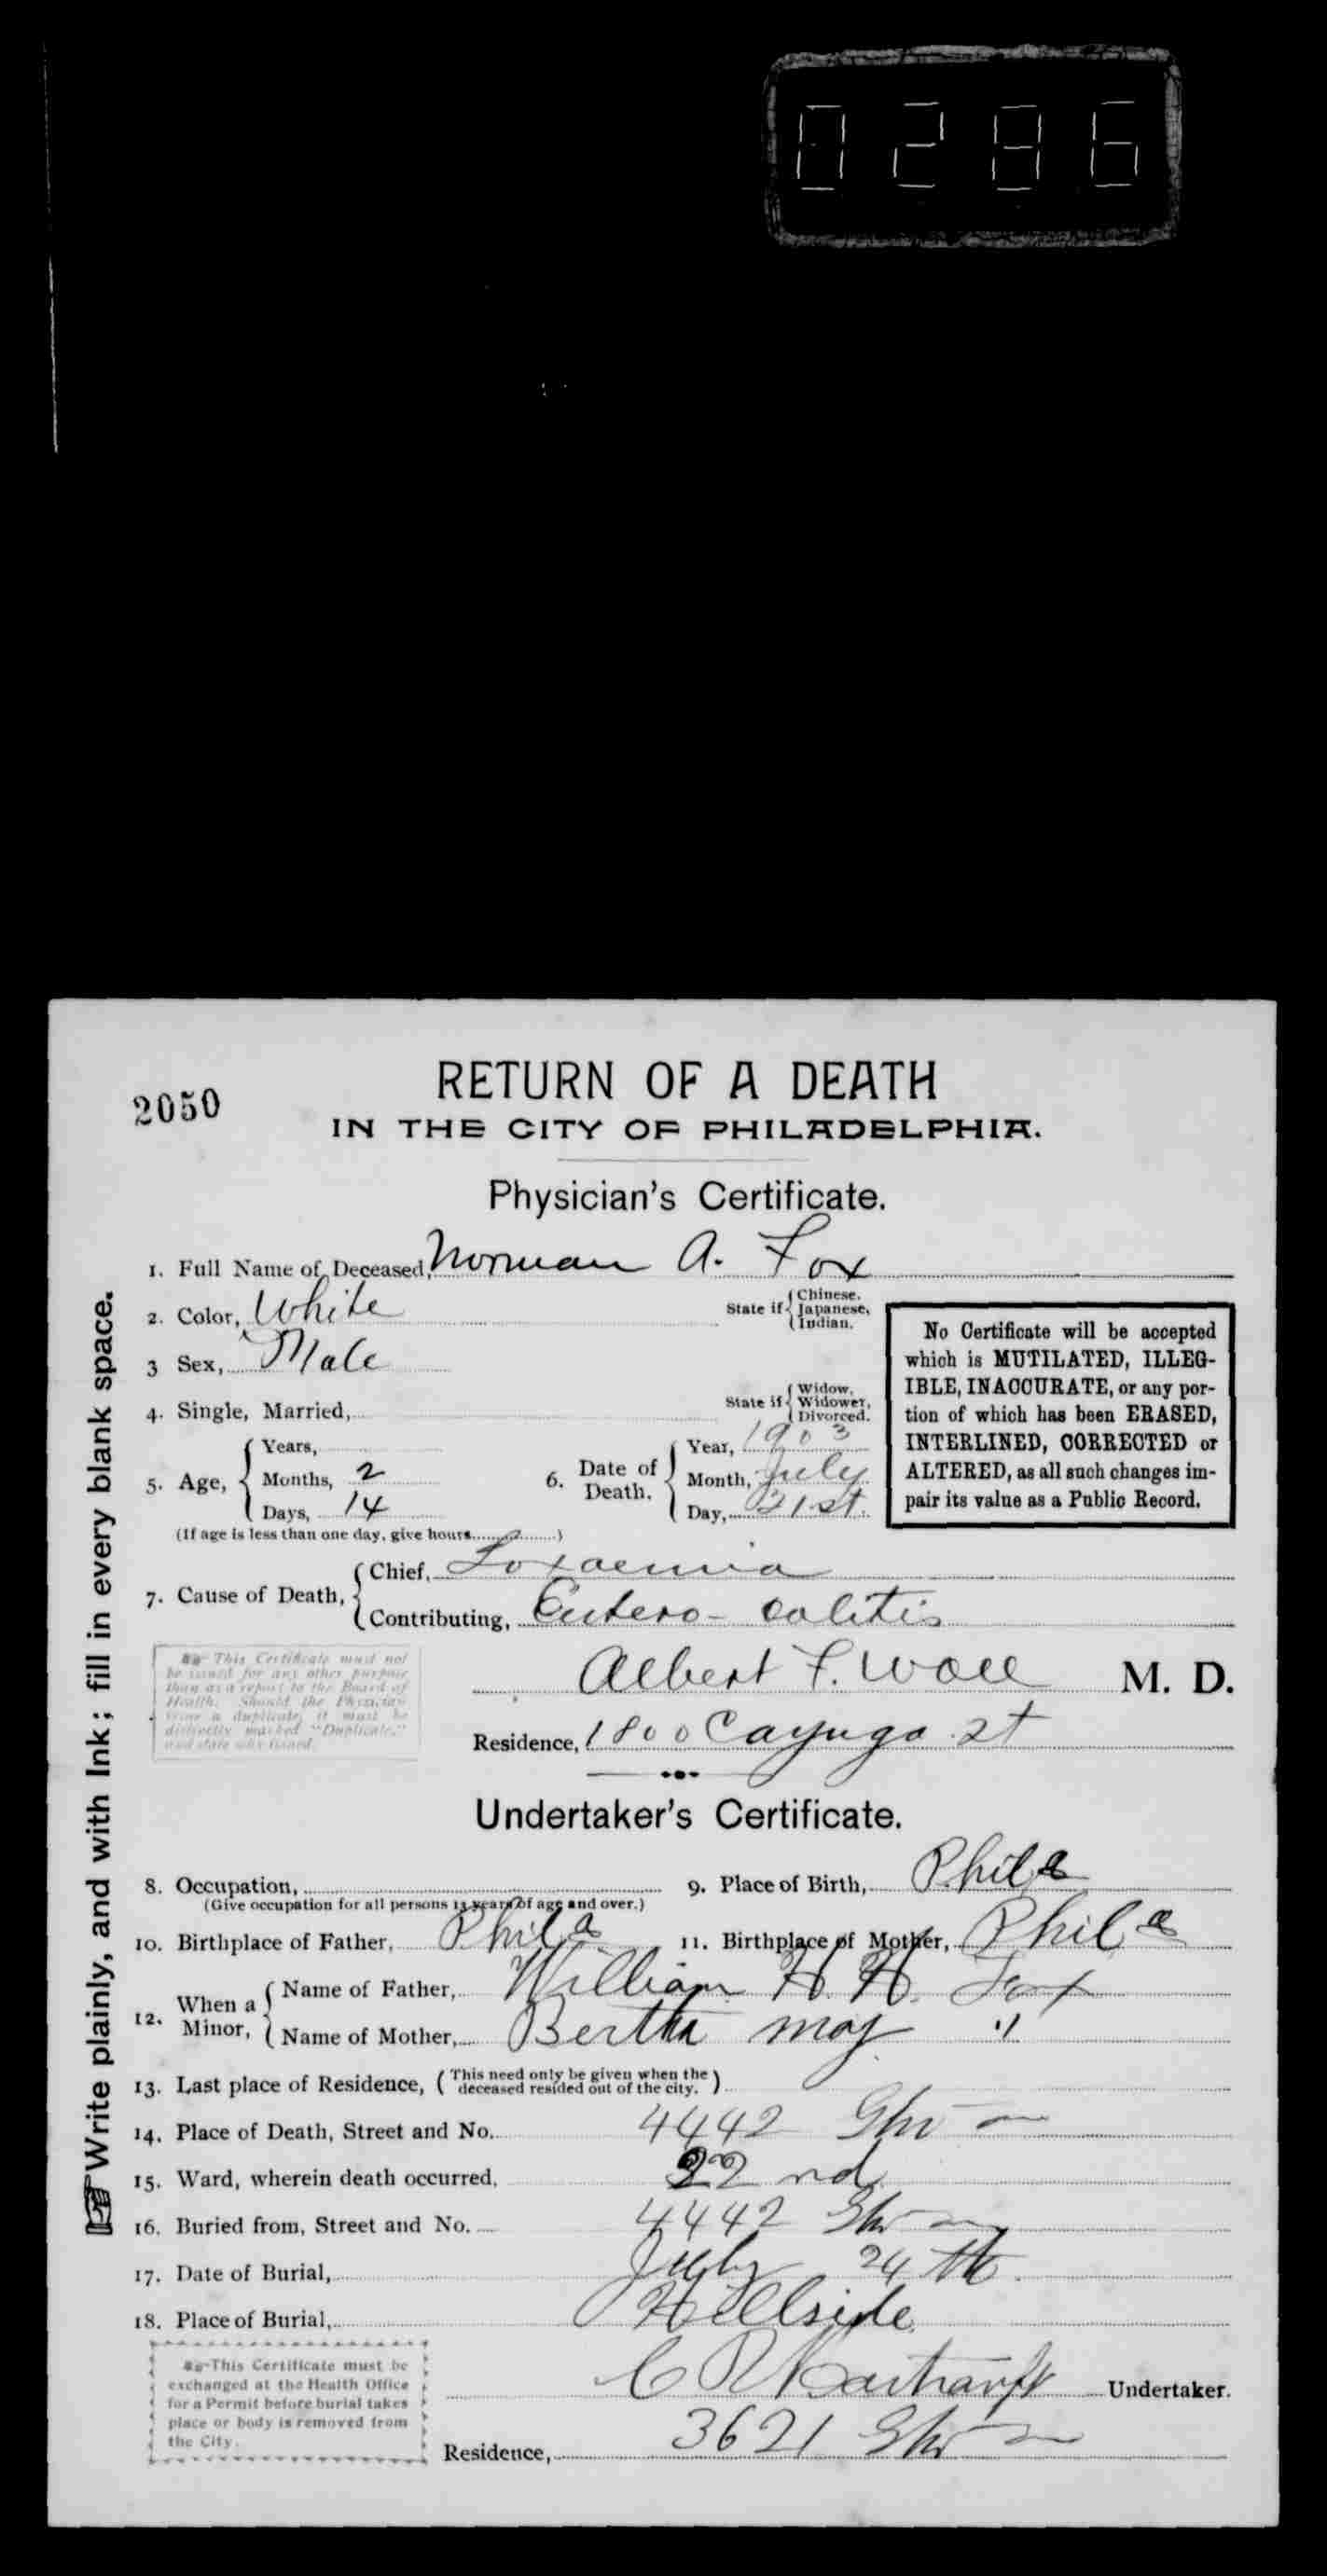 0286
2050
RETURN OF A DEATH
IN THE CITY OF PHILADELPHIA.
Physician's Certificate.
1. Full Name of Deceased, Norman A. Fox
2. Color, White State if { Chinese, Japanese, Indian.
3 Sex, Male
4. Single, Married, State if { Widow, Widower, Divorced.
5. Age, { Years,
Months, 2
Days, 14
(If age is less than one day, give hours )
6. Date of Death, { Year, 1903
Month, July
Day, 21st.
No Certificate will be accepted
which is MUTILATED, ILLEG-
IBLE, INACCURATE, or any por-
tion of which has been ERASED,
INTERLINED, CORRECTED or
ALTERED, as all such changes im-
pair its value as a Public Record.
7. Cause of Death, { Chief, Toxaemia
Contributing, Entero-colitis
This Certificate must not
be issued for any other purpose
than as a report to the Board of
Health. Should the Physician
issue a duplicate, it must be
distinctly marked "Duplicate,"
and state why issued.
Albert F. Woll M. D.
Residence, 1800 Cayuga st
Undertaker's Certificate.
8. Occupation,
(Give occupation for all persons 15 years of age and over.)
9. Place of Birth, Phila
10. Birthplace of Father, Phila 11. Birthplace of Mother, Phila
12. When a Minor, { Name of Father, William H. H. Fox
Name of Mother, Bertha may "
13. Last place of Residence, ( This need only be given when the deceased resided out of the city. )
14. Place of Death, Street and No. 4442
15. Ward, wherein death occurred, 22nd
16. Buried from, Street and No. 4442
17. Date of Burial, July 24th.
18. Place of Burial, Hillside
This Certificate must be
exchanged at the Health Office
for a Permit before burial takes
place or body is removed from
the City.
C R Bartranft Undertaker.
Residence, 3621
Write plainly, and with Ink; fill in every blank space.